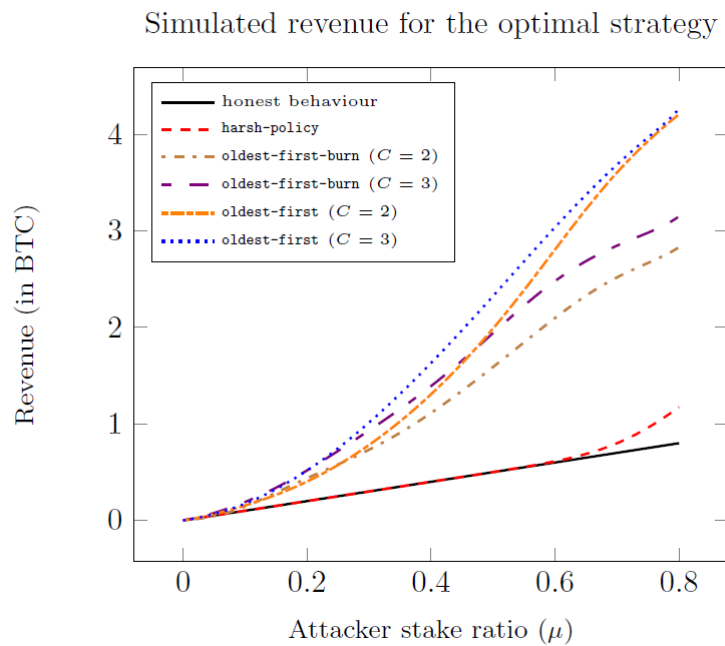 Simulated revenue for the optimal strategy
honest behaviour
harsh-policy
oldest-first-burn (C = 2)
oldest-first-burn (C = 3)
oldest-first (C = 2)
oldest-first (C = 3)
Revenue (in BTC)
4
3
2
1
0
0 0.2 0.4 0.6 0.8
Attacker stake ratio (μ)